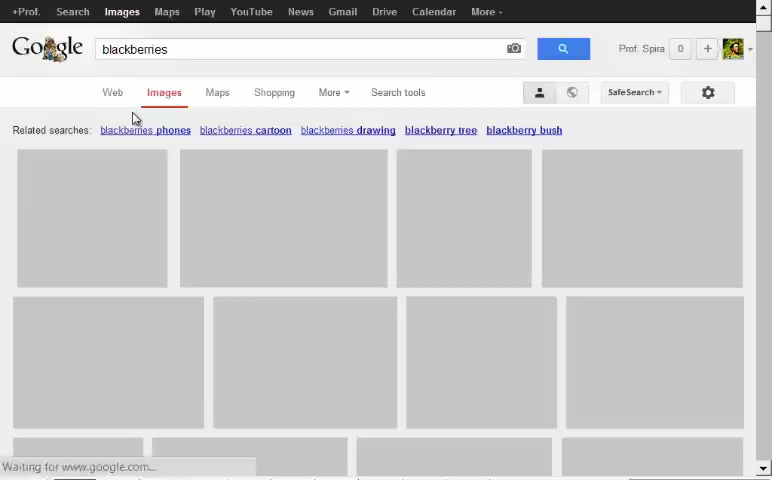 +Prof. Search Images Maps Play YouTube News Gmail Drive Calendar More
Google blackberries Prof. Spira 0 +
Web Images Maps Shopping More Search tools SafeSearch
Related searches: blackberries phones blackberries cartoon blackberries drawing blackberry tree blackberry bush
Waiting for www.google.com...